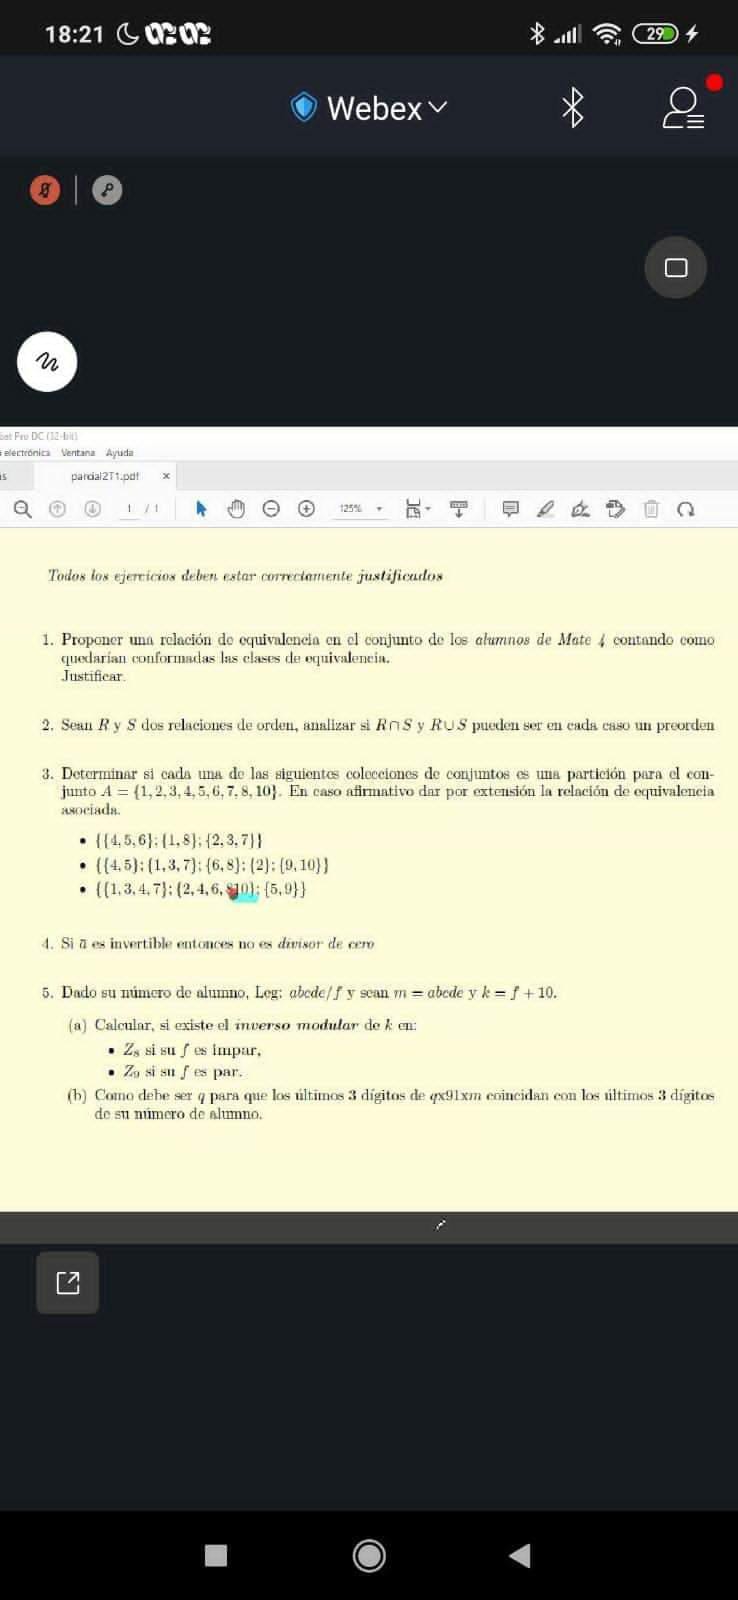 18:21
29
Webex
bat Pro DC (32-bit)
electrónica Ventana Ayuda
parcial2T1.pdf x
1 / 1 125%
Todos los ejercicios deben estar correctamente justificados
1. Proponer una relación de equivalencia en el conjunto de los alumnos de Mate 4 contando como
quedarían conformadas las clases de equivalencia.
Justificar.
2. Sean R y S dos relaciones de orden, analizar si R∩S y R∪S pueden ser en cada caso un preorden
3. Determinar si cada una de las siguientes colecciones de conjuntos es una partición para el con-
junto A = {1, 2, 3, 4, 5, 6, 7, 8, 10}. En caso afirmativo dar por extensión la relación de equivalencia
asociada.
• {{4, 5, 6}; {1, 8}; {2, 3, 7}}
• {{4, 5}; {1, 3, 7}; {6, 8}; {2}; {9, 10}}
• {{1, 3, 4, 7}; {2, 4, 6, 10}; {5, 9}}
4. Si ū es invertible entonces no es divisor de cero
5. Dado su número de alumno, Leg: abcde/f y sean m = abcde y k = f + 10.
(a) Calcular, si existe el inverso modular de k en:
• Z₈ si su f es impar,
• Z₉ si su f es par.
(b) Como debe ser q para que los últimos 3 dígitos de qx91xm coincidan con los últimos 3 dígitos
de su número de alumno.